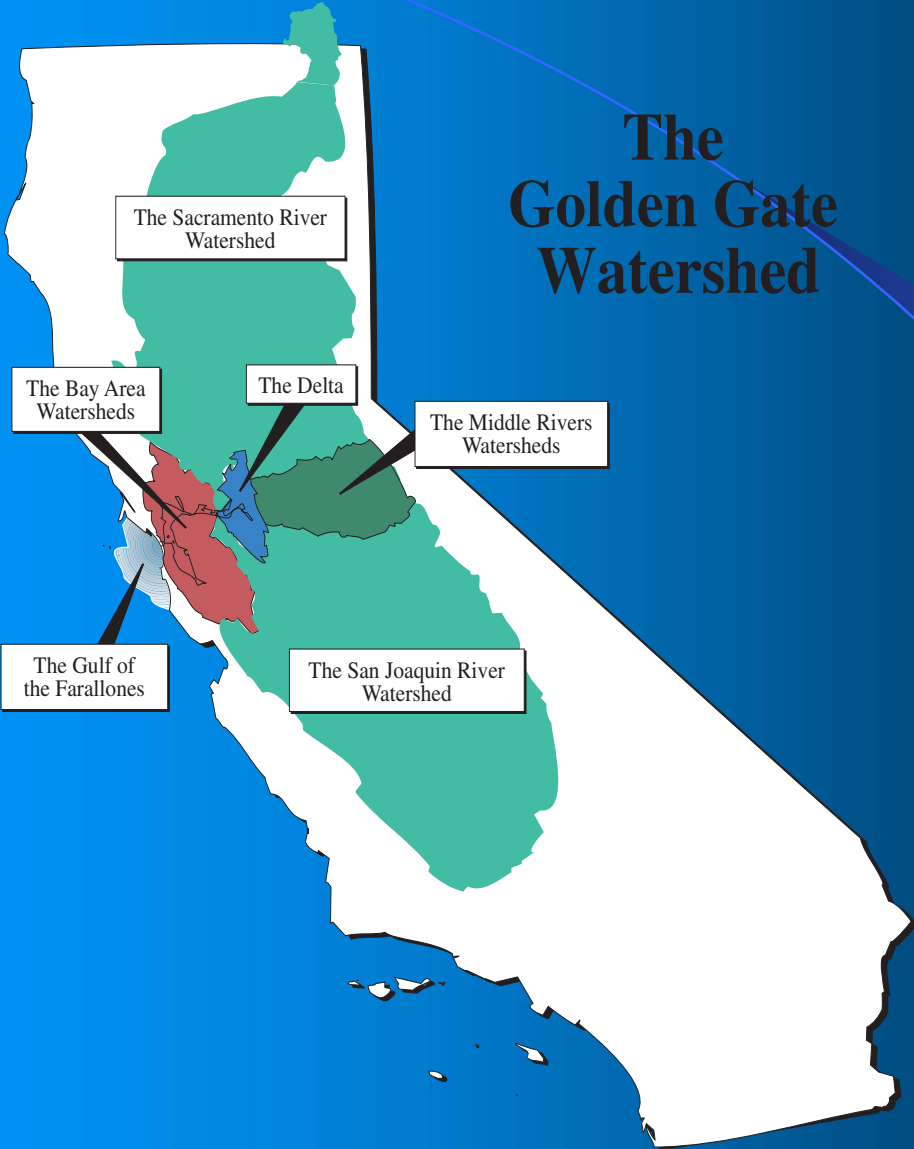 The
Golden Gate
Watershed
The Sacramento River
Watershed
The Bay Area
Watersheds
The Delta
The Middle Rivers
Watersheds
The Gulf of
the Farallones
The San Joaquin River
Watershed